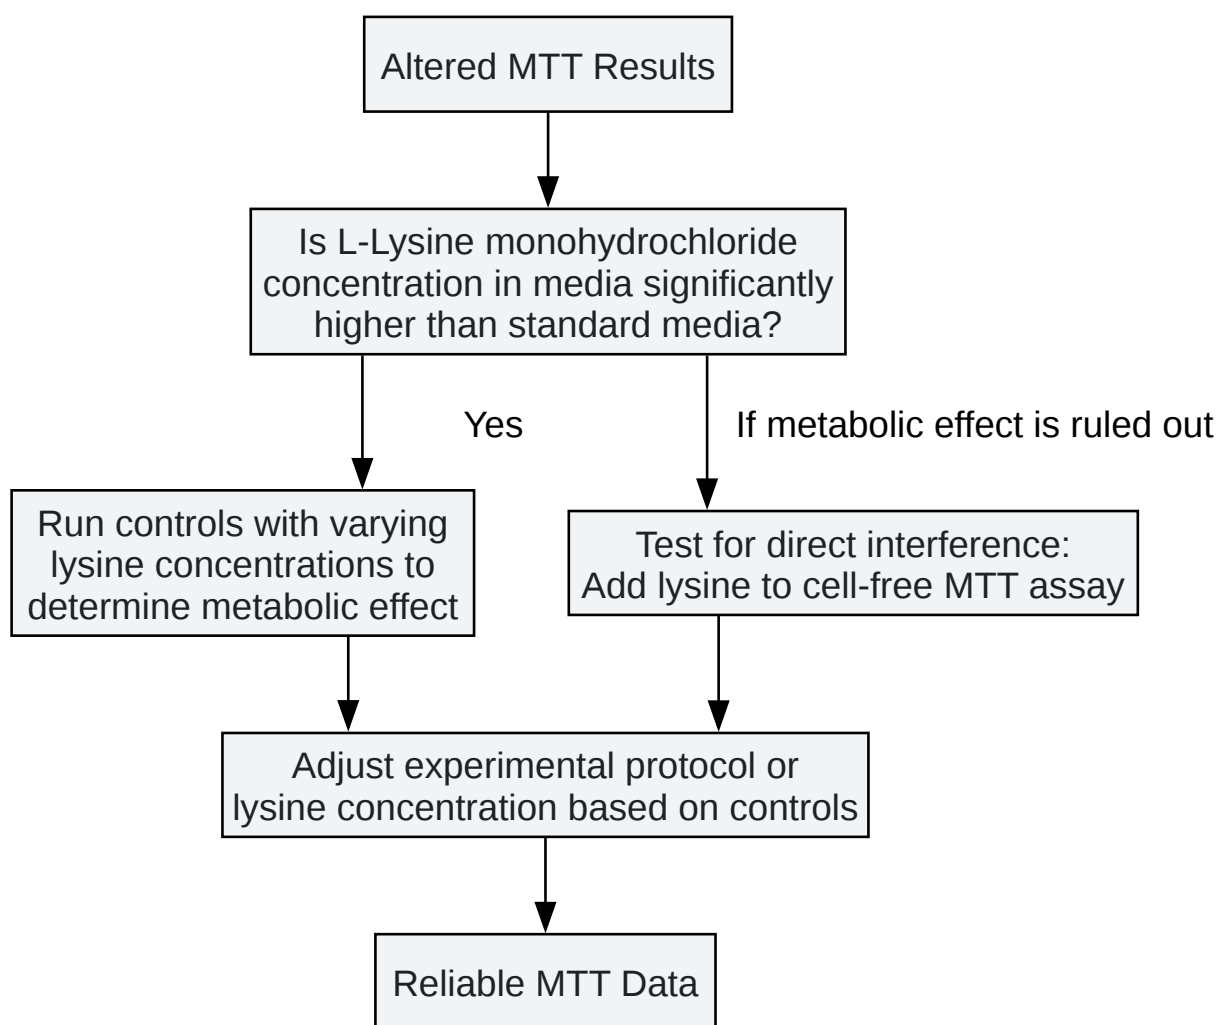 Altered MTT Results
Is L-Lysine monohydrochloride
concentration in media significantly
higher than standard media?
Yes
If metabolic effect is ruled out
Run controls with varying
lysine concentrations to
determine metabolic effect
Test for direct interference:
Add lysine to cell-free MTT assay
Adjust experimental protocol or
lysine concentration based on controls
Reliable MTT Data